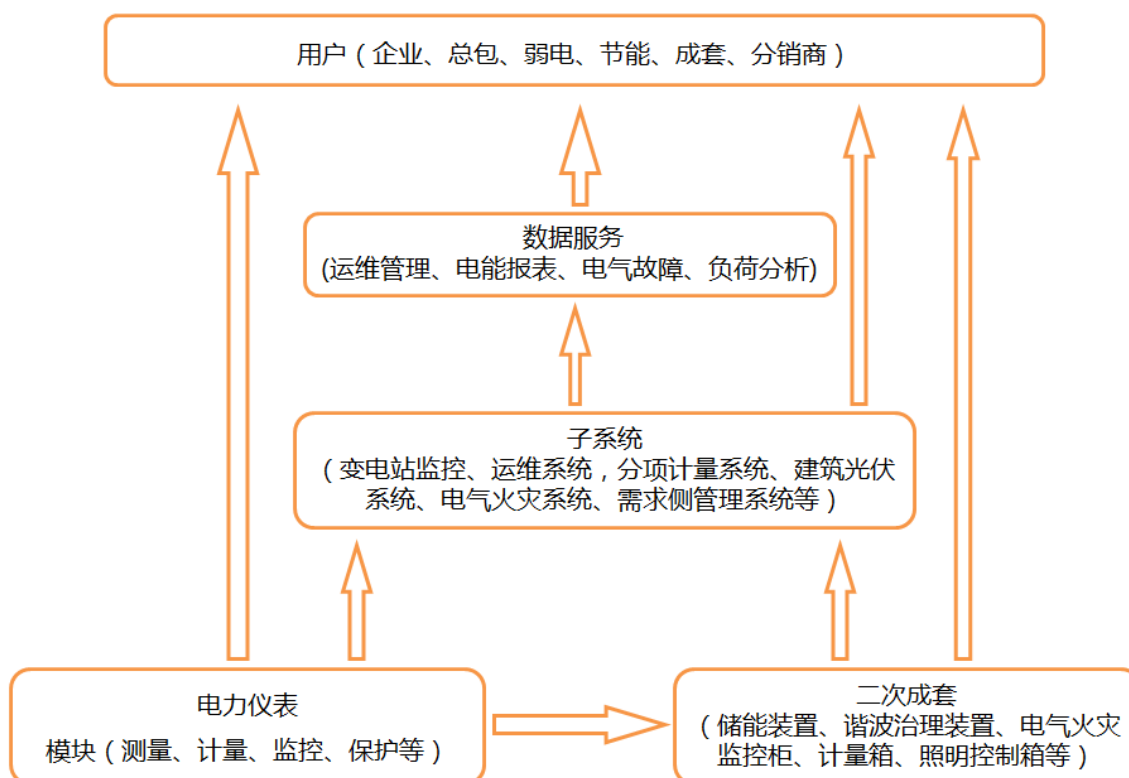 用户（企业、总包、弱电、节能、成套、分销商）
数据服务
(运维管理、电能报表、电气故障、负荷分析)
子系统
（变电站监控、运维系统，分项计量系统、建筑光伏
系统、电气火灾系统、需求侧管理系统等）
电力仪表
模块（测量、计量、监控、保护等）
二次成套
（储能装置、谐波治理装置、电气火灾
监控柜、计量箱、照明控制箱等）